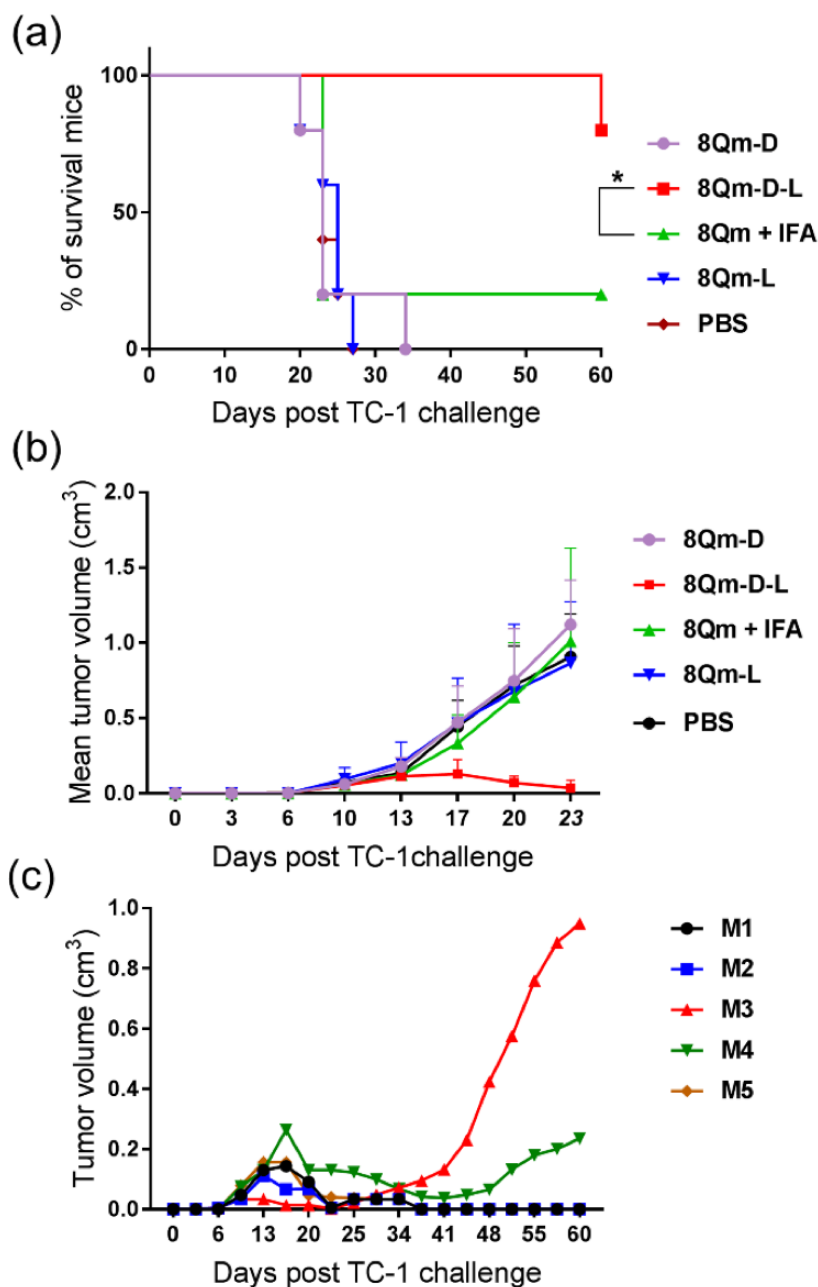 (a)
% of survival mice
100
50
0
0 10 20 30 40 50 60
Days post TC-1 challenge
8Qm-D
8Qm-D-L
*
8Qm + IFA
8Qm-L
PBS
(b)
Mean tumor volume (cm³)
2.0
1.5
1.0
0.5
0.0
0 3 6 10 13 17 20 23
Days post TC-1challenge
8Qm-D
8Qm-D-L
8Qm + IFA
8Qm-L
PBS
(c)
Tumor volume (cm³)
1.0
0.8
0.6
0.4
0.2
0.0
0 6 13 20 25 34 41 48 55 60
Days post TC-1 challenge
M1
M2
M3
M4
M5